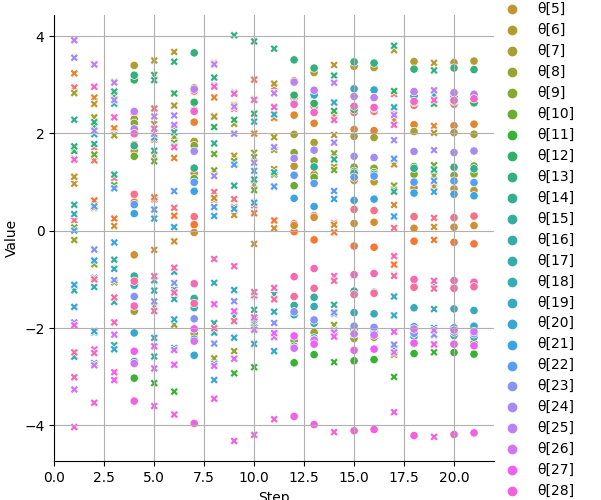 4
2
0
−2
−4
Value
0.0 2.5 5.0 7.5 10.0 12.5 15.0 17.5 20.0
Step
θ[5]
θ[6]
θ[7]
θ[8]
θ[9]
θ[10]
θ[11]
θ[12]
θ[13]
θ[14]
θ[15]
θ[16]
θ[17]
θ[18]
θ[19]
θ[20]
θ[21]
θ[22]
θ[23]
θ[24]
θ[25]
θ[26]
θ[27]
θ[28]